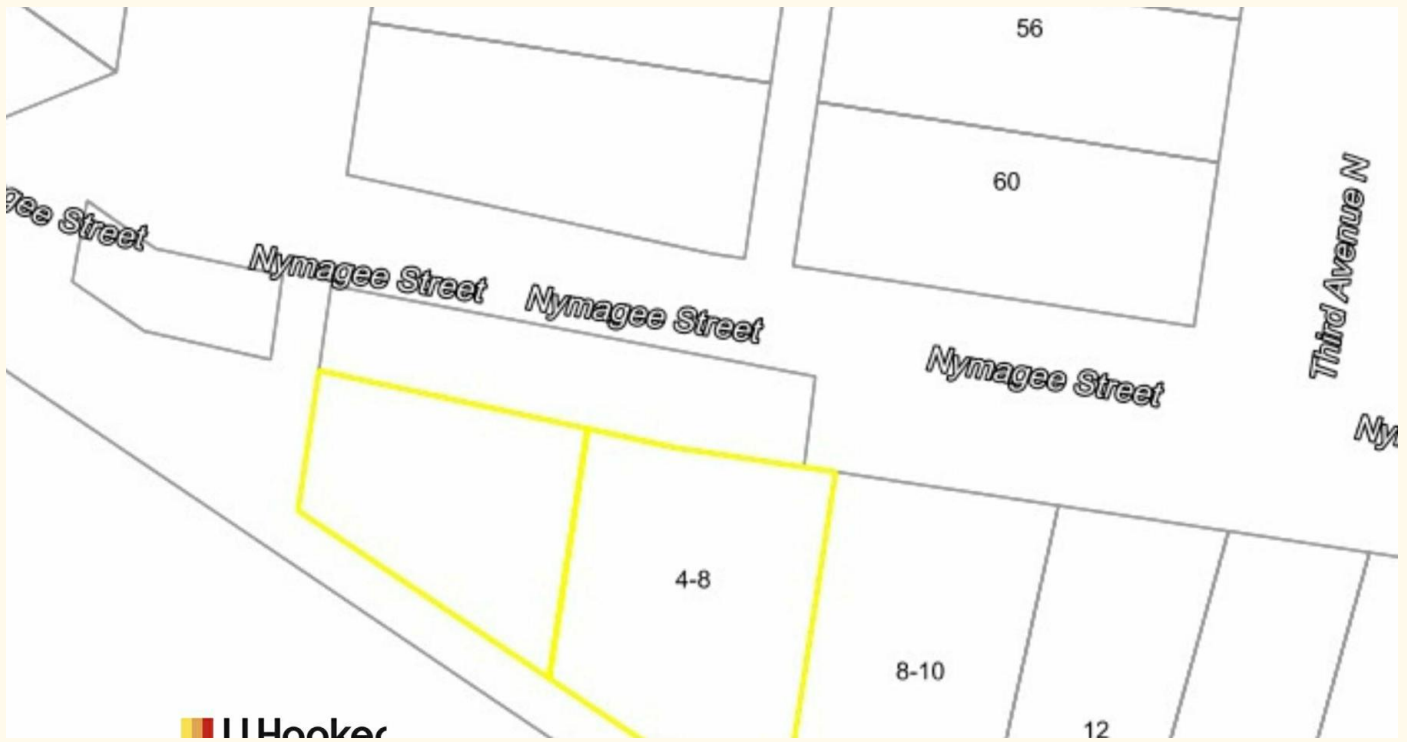 56
60
Third Avenue N
gee Street
Nymagee Street
Nymagee Street
Nymagee Street
Ny
4-8
8-10
12
LJ Hooker